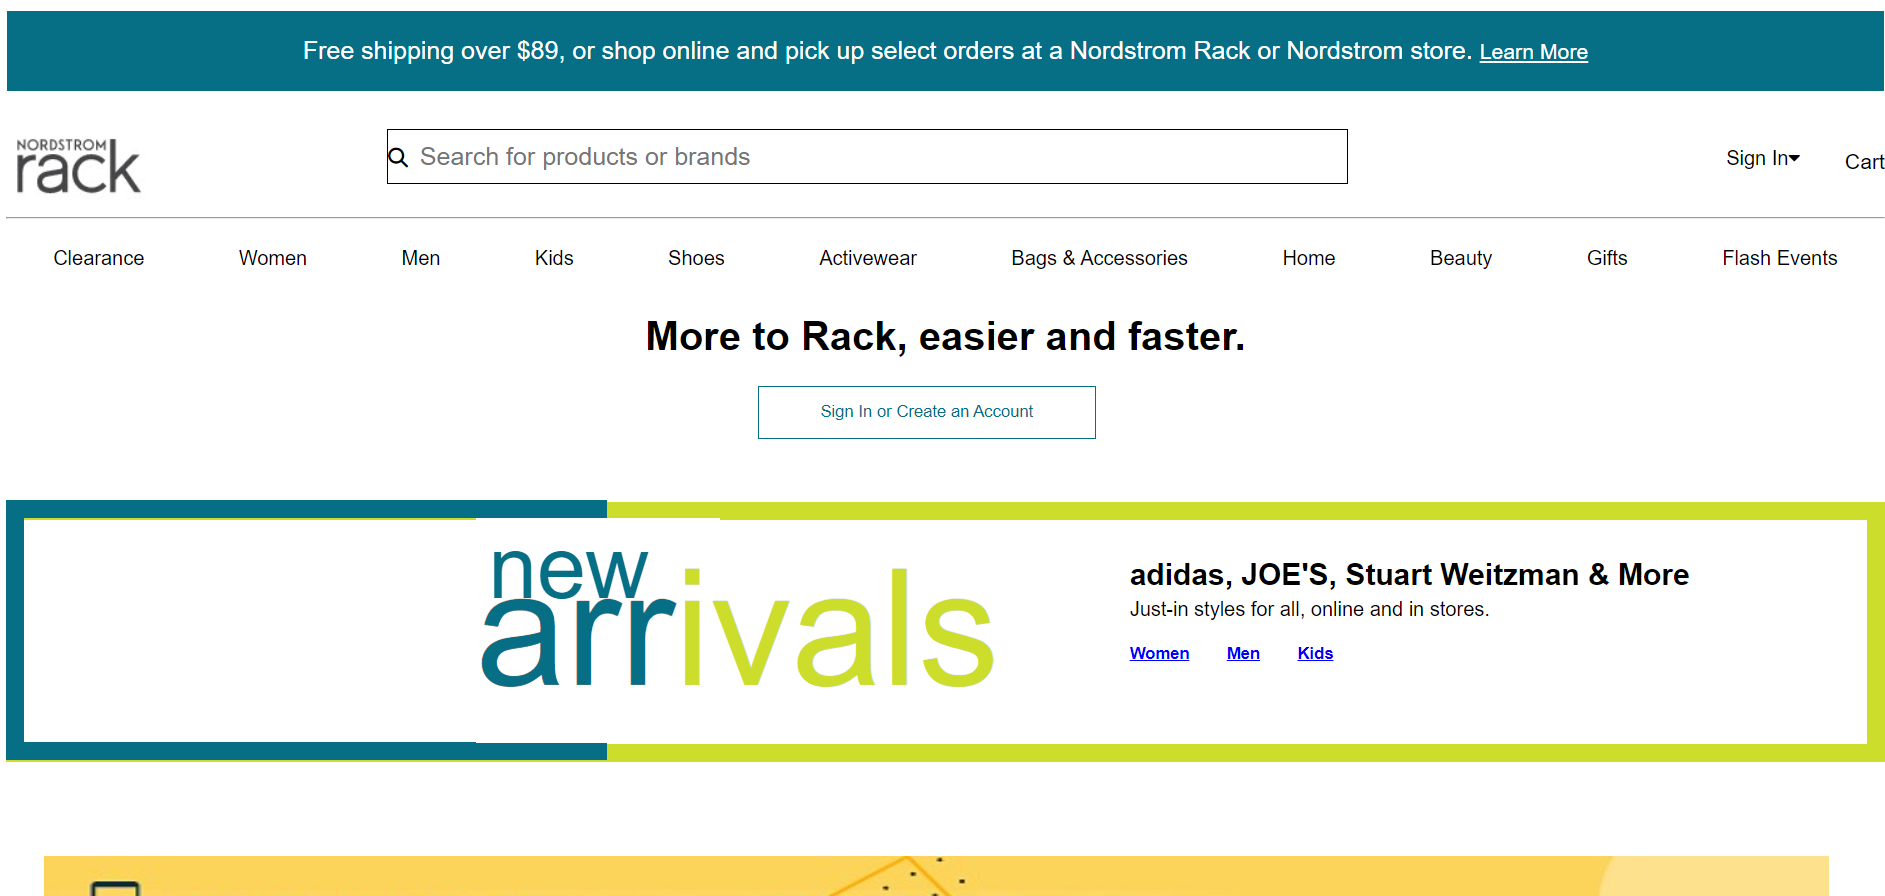 Free shipping over $89, or shop online and pick up select orders at a Nordstrom Rack or Nordstrom store. Learn More
NORDSTROM
rack
Search for products or brands
Sign In
Cart
Clearance Women Men Kids Shoes Activewear Bags & Accessories Home Beauty Gifts Flash Events
More to Rack, easier and faster.
Sign In or Create an Account
new
arrivals
adidas, JOE'S, Stuart Weitzman & More
Just-in styles for all, online and in stores.
Women Men Kids